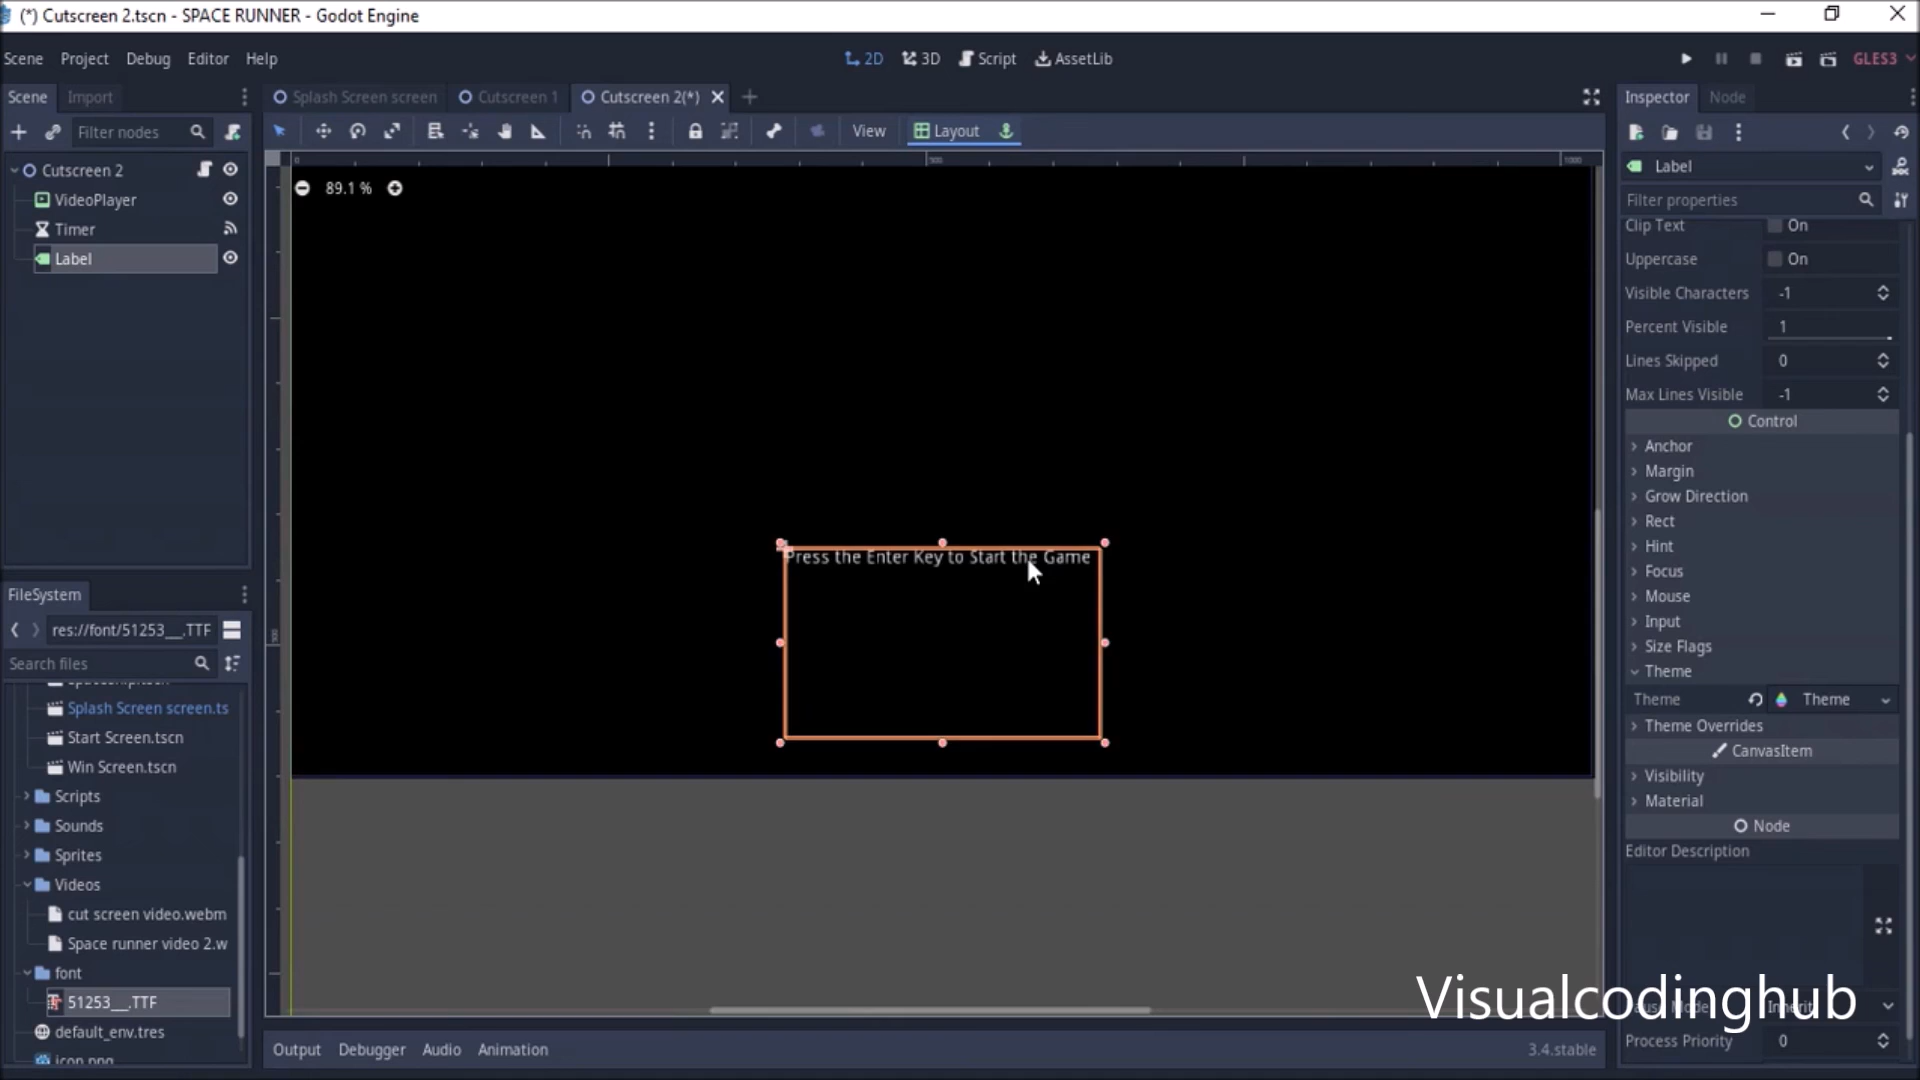 (*) Cutscreen 2.tscn - SPACE RUNNER - Godot Engine
Scene Project Debug Editor Help
2D 3D Script AssetLib
GLES3
Scene Import
Filter nodes
Cutscreen 2
VideoPlayer
Timer
Label
FileSystem
res://font/51253__.TTF
Search files
Splash Screen screen.ts
Start Screen.tscn
Win Screen.tscn
Scripts
Sounds
Sprites
Videos
cut screen video.webm
Space runner video 2.w
font
51253__.TTF
default_env.tres
icon.png
Splash Screen screen Cutscreen 1 Cutscreen 2(*)
View Layout
0 500 1000
89.1 %
500
Press the Enter Key to Start the Game
Output Debugger Audio Animation
3.4.stable
Inspector Node
Label
Filter properties
Clip Text On
Uppercase On
Visible Characters -1
Percent Visible 1
Lines Skipped 0
Max Lines Visible -1
Control
Anchor
Margin
Grow Direction
Rect
Hint
Focus
Mouse
Input
Size Flags
Theme
Theme Theme
Theme Overrides
CanvasItem
Visibility
Material
Node
Editor Description
Visualcodinghub
Process Priority 0